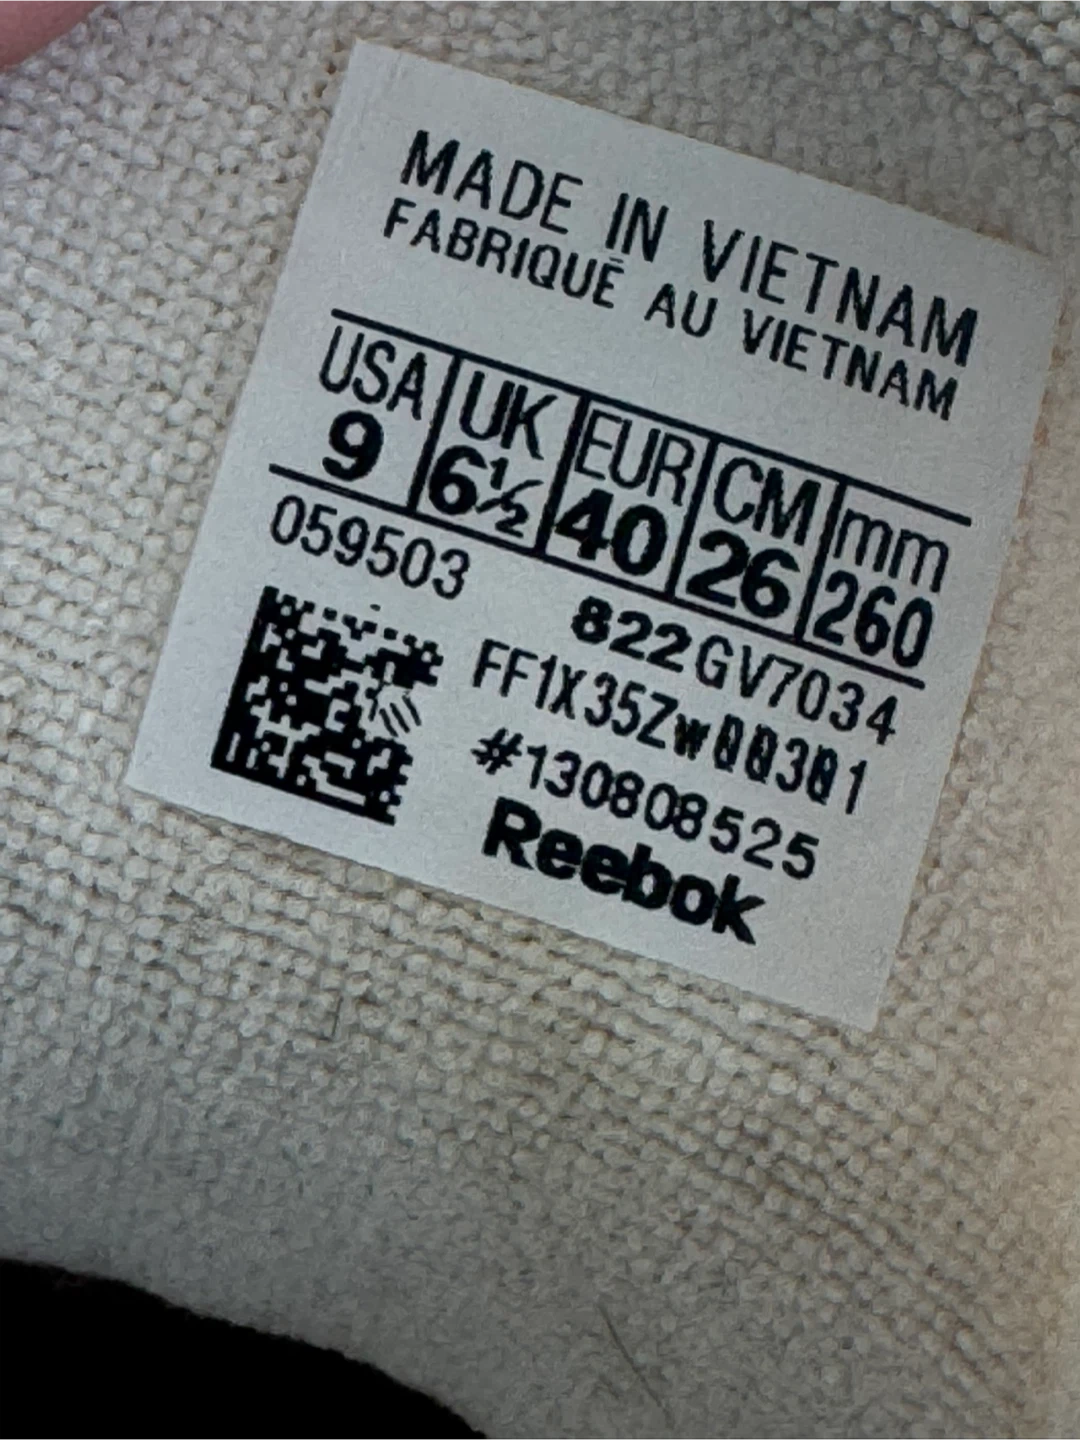 MADE IN VIETNAM
FABRIQUÉ AU VIETNAM
USA UK EUR CM mm
9 6½ 40 26 260
059503
822GV7034
#130808525
Reebok